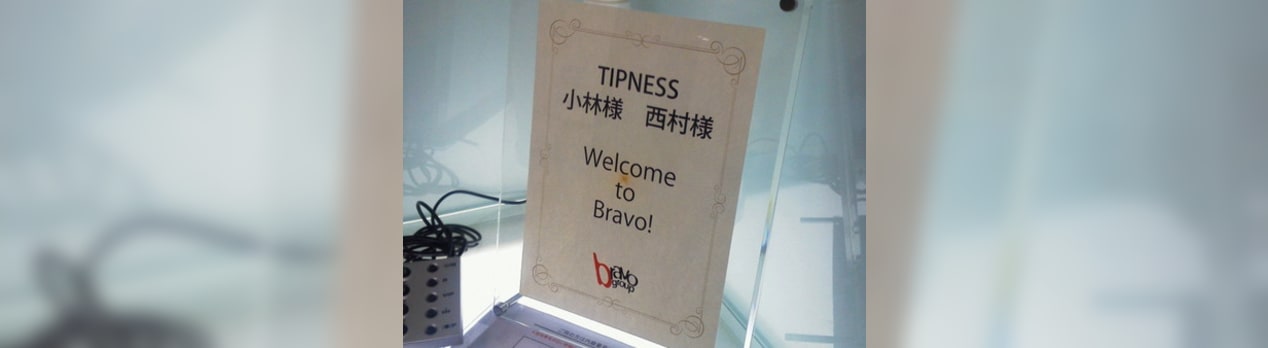 TIPNESS
小林様　西村様
Welcome
to
Bravo!
bravo
group